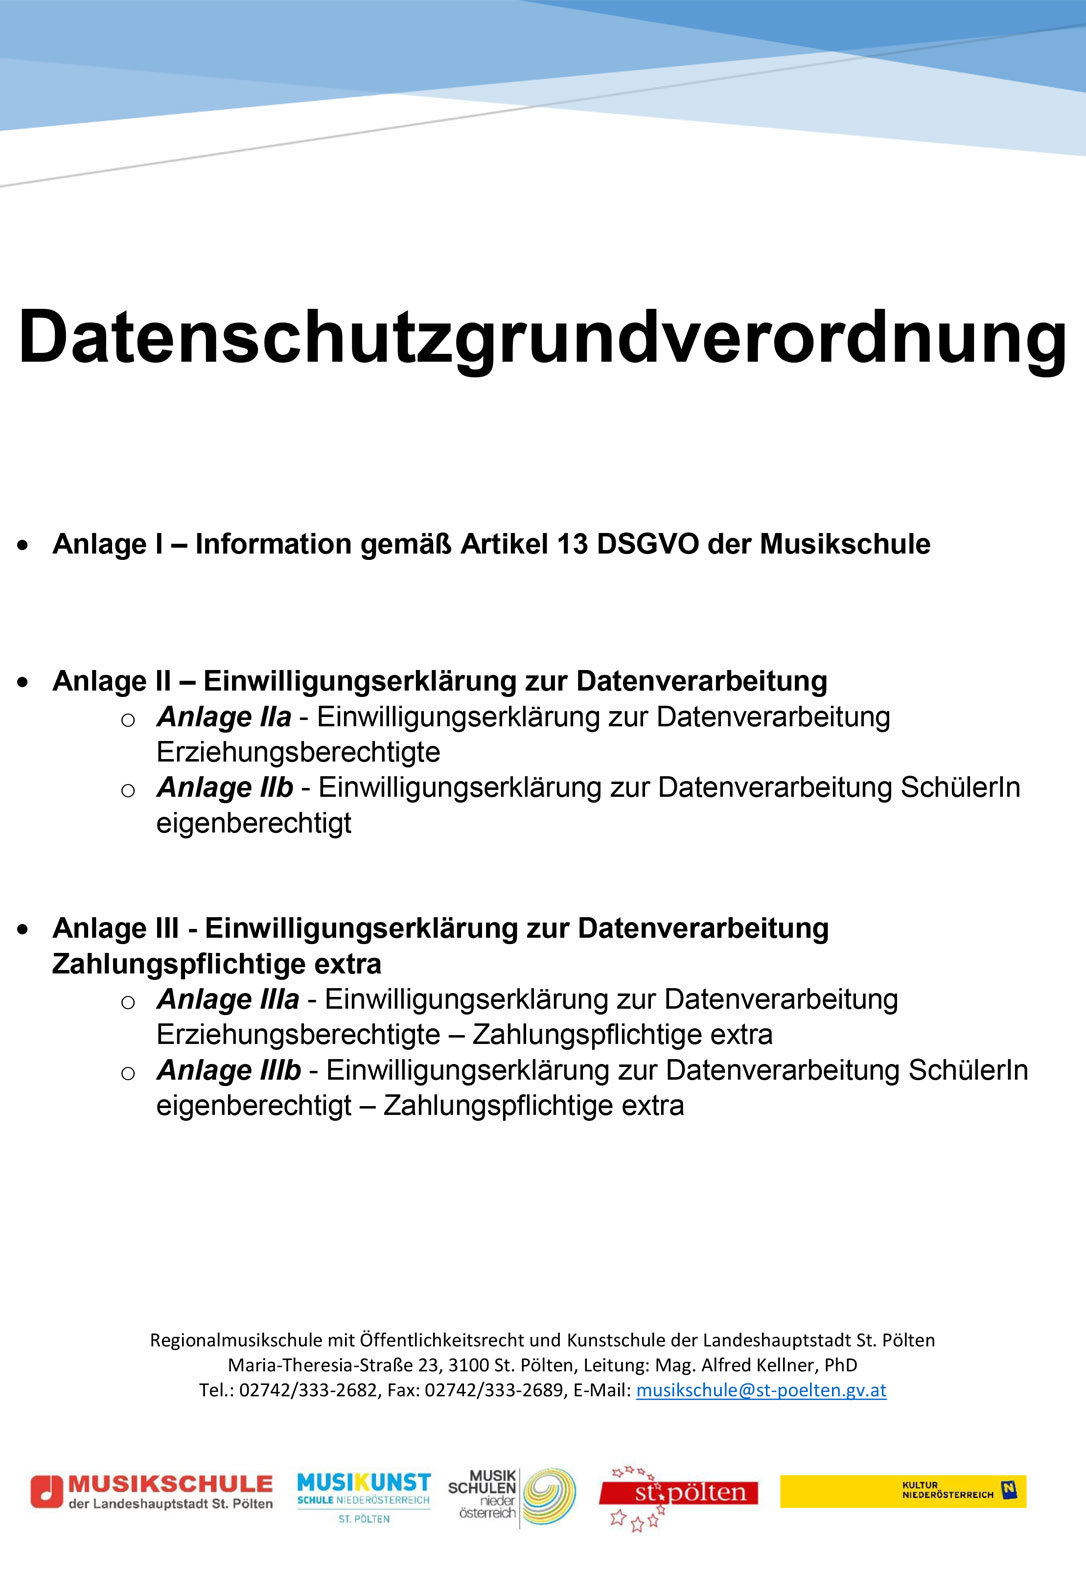 Datenschutzgrundverordnung
• Anlage I – Information gemäß Artikel 13 DSGVO der Musikschule
• Anlage II – Einwilligungserklärung zur Datenverarbeitung
o Anlage IIa - Einwilligungserklärung zur Datenverarbeitung
Erziehungsberechtigte
o Anlage IIb - Einwilligungserklärung zur Datenverarbeitung SchülerIn
eigenberechtigt
• Anlage III - Einwilligungserklärung zur Datenverarbeitung
Zahlungspflichtige extra
o Anlage IIIa - Einwilligungserklärung zur Datenverarbeitung
Erziehungsberechtigte – Zahlungspflichtige extra
o Anlage IIIb - Einwilligungserklärung zur Datenverarbeitung SchülerIn
eigenberechtigt – Zahlungspflichtige extra
Regionalmusikschule mit Öffentlichkeitsrecht und Kunstschule der Landeshauptstadt St. Pölten
Maria-Theresia-Straße 23, 3100 St. Pölten, Leitung: Mag. Alfred Kellner, PhD
Tel.: 02742/333-2682, Fax: 02742/333-2689, E-Mail: musikschule@st-poelten.gv.at
MUSIKSCHULE
der Landeshauptstadt St. Pölten
MUSIKUNST
SCHULE NIEDERÖSTERREICH
ST. PÖLTEN
MUSIK
SCHULEN
nieder
österreich
st.pölten
KULTUR
NIEDERÖSTERREICH N